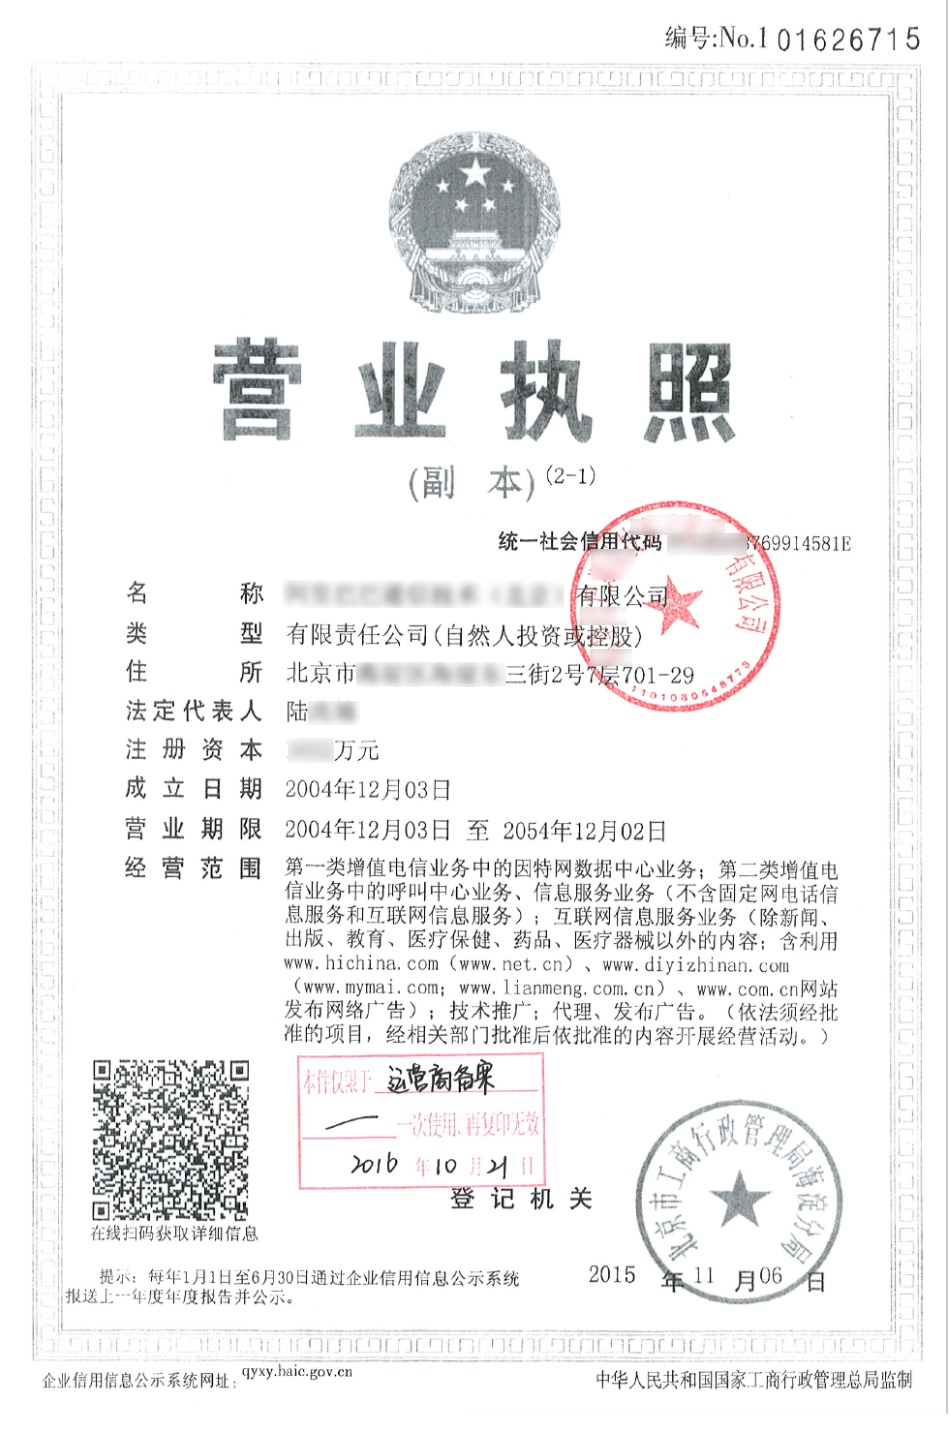 编号:No.1 01626715
营业执照
(副 本)(2-1)
统一社会信用代码 769914581E
名 称 有限公司
类 型 有限责任公司(自然人投资或控股)
住 所 北京市 三街2号7层701-29
法定代表人 陆
注册资本 万元
成立日期 2004年12月03日
营业期限 2004年12月03日 至 2054年12月02日
经营范围 第一类增值电信业务中的因特网数据中心业务；第二类增值电
信业务中的呼叫中心业务、信息服务业务（不含固定网电话信
息服务和互联网信息服务）；互联网信息服务业务（除新闻、
出版、教育、医疗保健、药品、医疗器械以外的内容；含利用
www.hichina.com（www.net.cn）、www.diyizhinan.com
（www.mymai.com；www.lianmeng.com.cn）、www.com.cn网站
发布网络广告）；技术推广；代理、发布广告。（依法须经批
准的项目，经相关部门批准后依批准的内容开展经营活动。）
有限公司
1101080548773
本件仅限于 运营商备案
一 一次使用、再复印无效
2016 年 10 月 21 日
登记机关
北京市工商行政管理局海淀分局
2015 年 11 月 06 日
在线扫码获取详细信息
提示：每年1月1日至6月30日通过企业信用信息公示系统
报送上一年度年度报告并公示。
企业信用信息公示系统网址： qyxy.baic.gov.cn
中华人民共和国国家工商行政管理总局监制